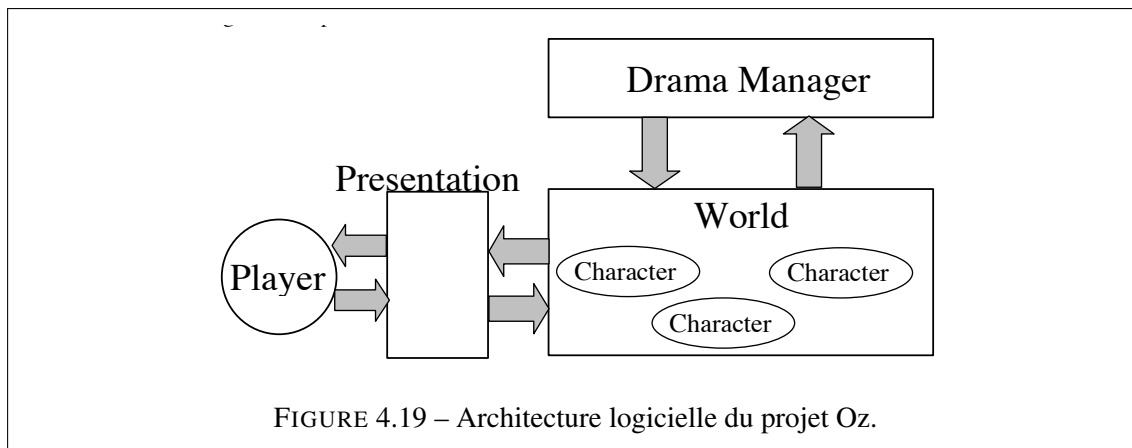 Drama Manager
Presentation
World
Player
Character
Character
Character
FIGURE 4.19 – Architecture logicielle du projet Oz.